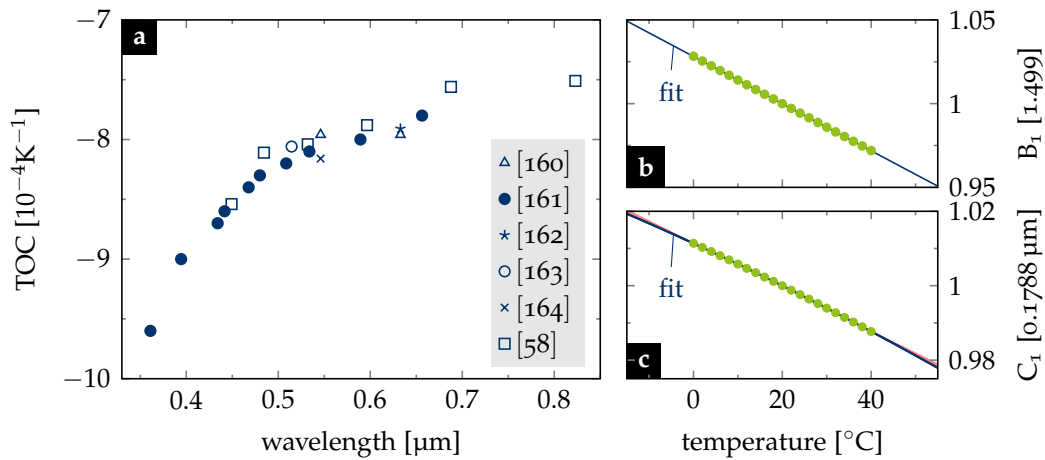 a
−7
−8
−9
−10
TOC [10⁻⁴K⁻¹]
0.4 0.5 0.6 0.7 0.8
wavelength [µm]
[160]
[161]
[162]
[163]
[164]
[58]
b
fit
1.05
1
0.95
B₁ [1.499]
c
fit
1.02
1
0.98
C₁ [0.1788 µm]
0 20 40
temperature [°C]